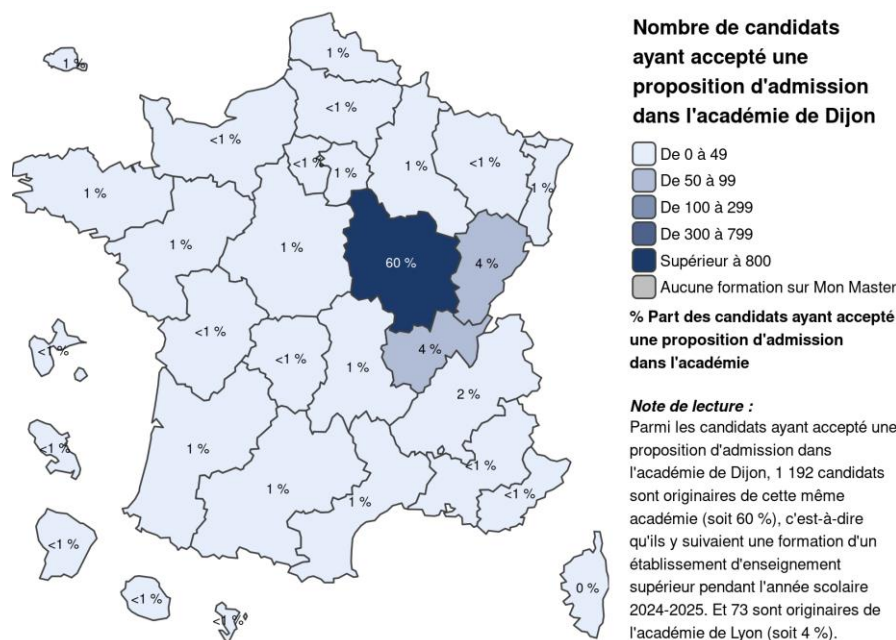 Nombre de candidats
ayant accepté une
proposition d'admission
dans l'académie de Dijon
De 0 à 49
De 50 à 99
De 100 à 299
De 300 à 799
Supérieur à 800
Aucune formation sur Mon Master
% Part des candidats ayant accepté
une proposition d'admission
dans l'académie
Note de lecture :
Parmi les candidats ayant accepté une
proposition d'admission dans
l'académie de Dijon, 1 192 candidats
sont originaires de cette même
académie (soit 60 %), c'est-à-dire
qu'ils y suivaient une formation d'un
établissement d'enseignement
supérieur pendant l'année scolaire
2024-2025. Et 73 sont originaires de
l'académie de Lyon (soit 4 %).
1 %
1 %
<1 %
<1 %
<1 %
1 %
1 %
<1 %
1 %
1 %
1 %
1 %
60 %
4 %
<1 %
<1 %
<1 %
1 %
4 %
2 %
<1 %
1 %
1 %
1 %
<1 %
<1 %
<1 %
<1 %
<1 %
0 %